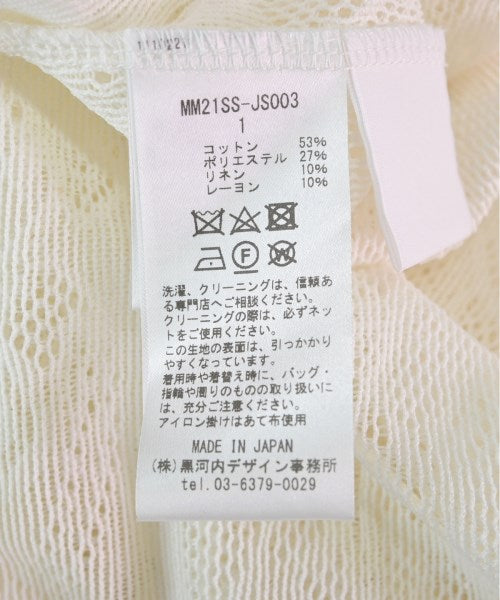 MM21SS-JS003
1
コットン 53%
ポリエステル 27%
リネン 10%
レーヨン 10%
F
W
洗濯、クリーニングは、信頼あ
る専門店へご相談ください。
クリーニングの際は、必ずネッ
トをご使用ください。
この生地の表面は、引っかかり
やすくなっています。
着用時や着替え時に、バッグ・
指輪や周りのものの取り扱いに
は、充分ご注意ください。
アイロン掛けはあて布使用
MADE IN JAPAN
(株)黒河内デザイン事務所
tel.03-6379-0029